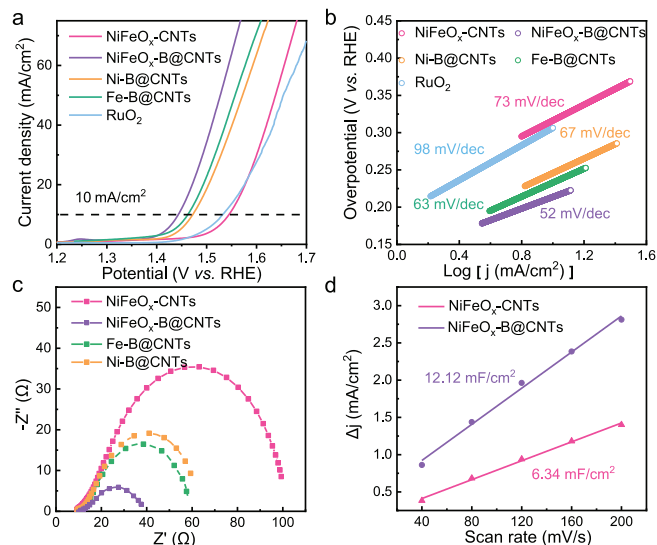 a
NiFeOₓ-CNTs
NiFeOₓ-B@CNTs
Ni-B@CNTs
Fe-B@CNTs
RuO₂
10 mA/cm²
80
60
40
20
0
1.2 1.3 1.4 1.5 1.6 1.7
Current density (mA/cm²)
Potential (V vs. RHE)
b
NiFeOₓ-CNTs NiFeOₓ-B@CNTs
Ni-B@CNTs Fe-B@CNTs
RuO₂
73 mV/dec
98 mV/dec
67 mV/dec
63 mV/dec
52 mV/dec
0.45
0.40
0.35
0.30
0.25
0.20
0.15
0.0 0.4 0.8 1.2 1.6
Overpotential (V vs. RHE)
Log [ j (mA/cm²) ]
c
NiFeOₓ-CNTs
NiFeOₓ-B@CNTs
Fe-B@CNTs
Ni-B@CNTs
50
40
30
20
10
0
0 20 40 60 80 100
-Z'' (Ω)
Z' (Ω)
d
NiFeOₓ-CNTs
NiFeOₓ-B@CNTs
12.12 mF/cm²
6.34 mF/cm²
3.0
2.5
2.0
1.5
1.0
0.5
40 80 120 160 200
Δj (mA/cm²)
Scan rate (mV/s)